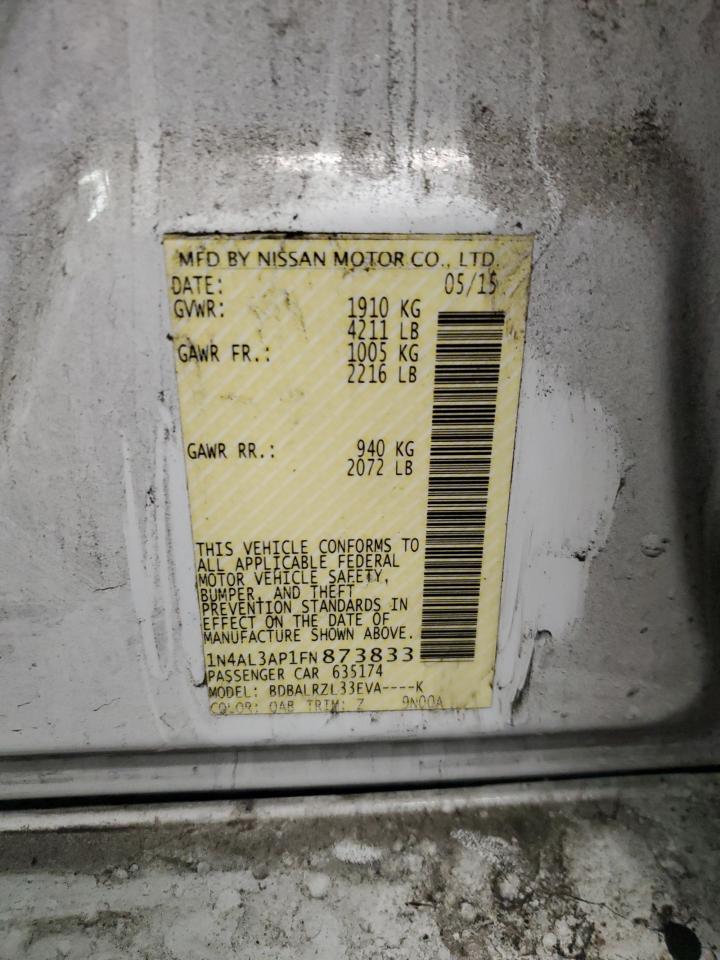 MFD BY NISSAN MOTOR CO., LTD.
DATE: 05/15
GVWR: 1910 KG
4211 LB
GAWR FR.: 1005 KG
2216 LB
GAWR RR.: 940 KG
2072 LB
THIS VEHICLE CONFORMS TO
ALL APPLICABLE FEDERAL
MOTOR VEHICLE SAFETY,
BUMPER, AND THEFT
PREVENTION STANDARDS IN
EFFECT ON THE DATE OF
MANUFACTURE SHOWN ABOVE.
1N4AL3AP1FN873833
PASSENGER CAR 635174
MODEL: BDBALRZL33EVA----K
COLOR: QAB TRIM: Z 9N00A